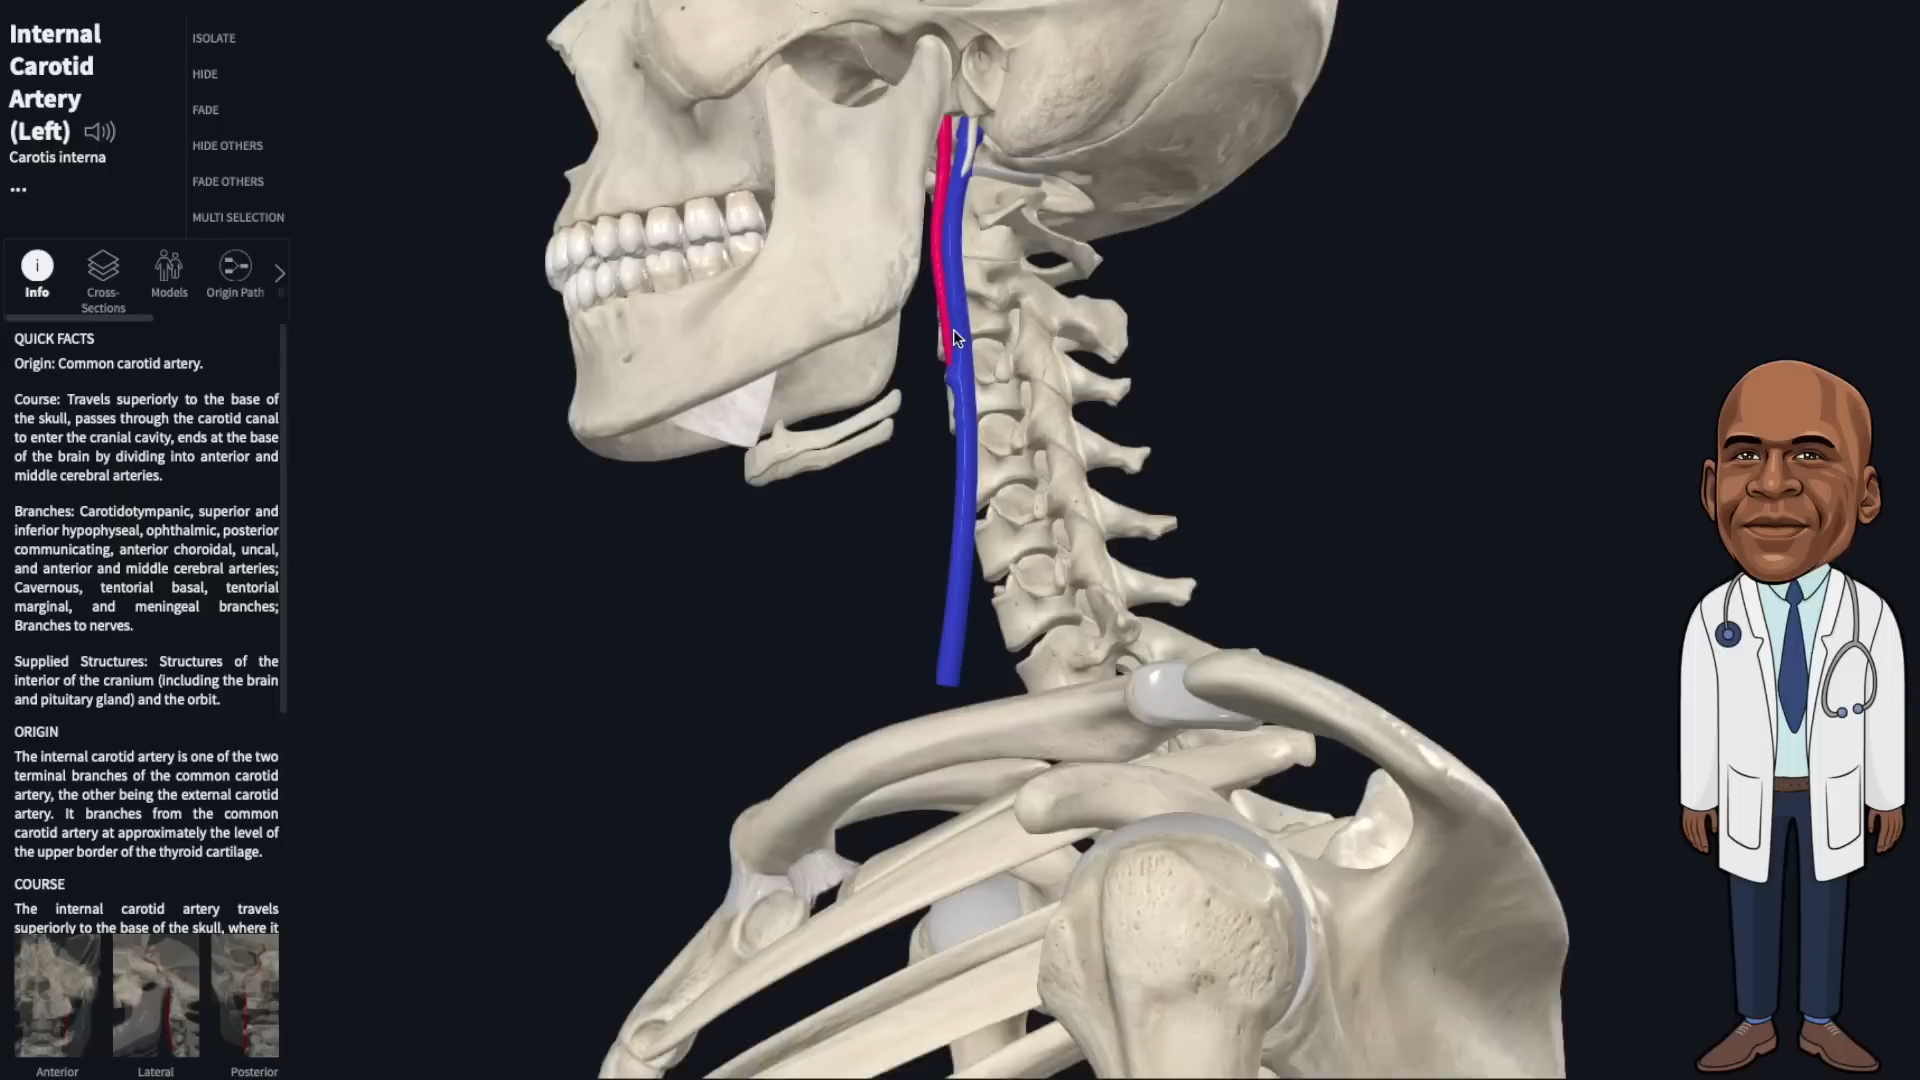 Internal
Carotid
Artery
(Left)
Carotis interna
...
ISOLATE
HIDE
FADE
HIDE OTHERS
FADE OTHERS
MULTI SELECTION
i
Info
Cross-
Sections
Models
Origin Path
QUICK FACTS
Origin: Common carotid artery.
Course: Travels superiorly to the base of
the skull, passes through the carotid canal
to enter the cranial cavity, ends at the base
of the brain by dividing into anterior and
middle cerebral arteries.
Branches: Carotidotympanic, superior and
inferior hypophyseal, ophthalmic, posterior
communicating, anterior choroidal, uncal,
and anterior and middle cerebral arteries;
Cavernous, tentorial basal, tentorial
marginal, and meningeal branches;
Branches to nerves.
Supplied Structures: Structures of the
interior of the cranium (including the brain
and pituitary gland) and the orbit.
ORIGIN
The internal carotid artery is one of the two
terminal branches of the common carotid
artery, the other being the external carotid
artery. It branches from the common
carotid artery at approximately the level of
the upper border of the thyroid cartilage.
COURSE
The internal carotid artery travels
superiorly to the base of the skull, where it
Anterior
Lateral
Posterior